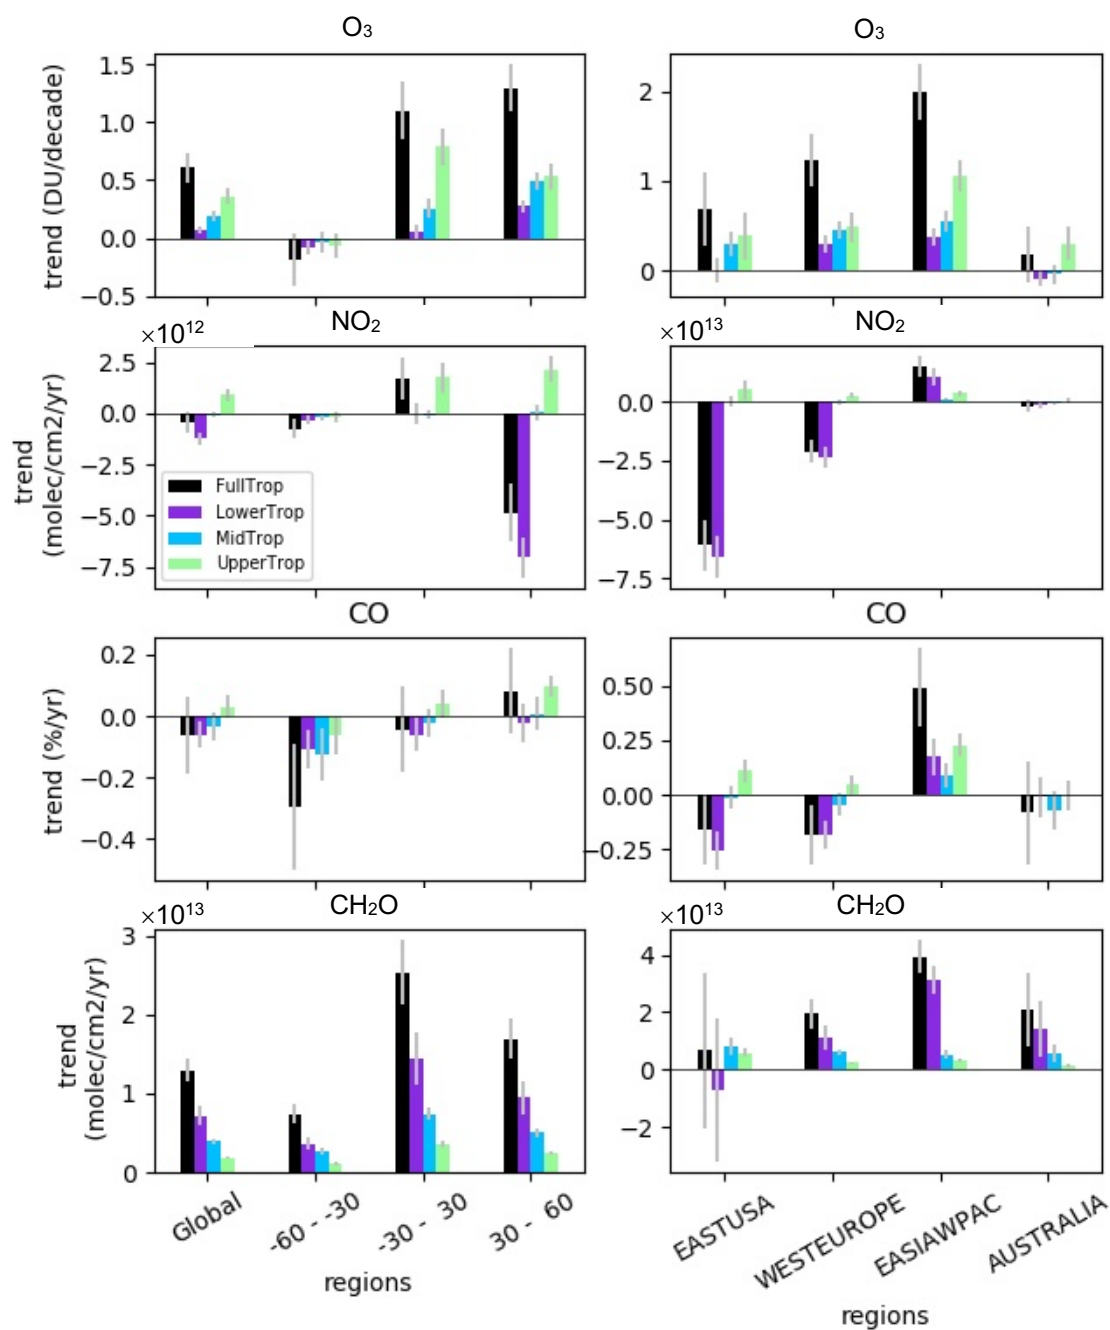 O₃
1.5
1.0
0.5
0.0
−0.5
trend (DU/decade)
O₃
2
1
0
×10¹²
NO₂
2.5
0.0
−2.5
−5.0
−7.5
trend
(molec/cm2/yr)
FullTrop
LowerTrop
MidTrop
UpperTrop
×10¹³
NO₂
0.0
−2.5
−5.0
−7.5
CO
0.2
0.0
−0.2
−0.4
trend (%/yr)
CO
0.50
0.25
0.00
−0.25
×10¹³
CH₂O
3
2
1
0
trend
(molec/cm2/yr)
Global
-60 - -30
-30 - 30
30 - 60
regions
×10¹³
CH₂O
4
2
0
−2
EASTUSA
WESTEUROPE
EASIAWPAC
AUSTRALIA
regions